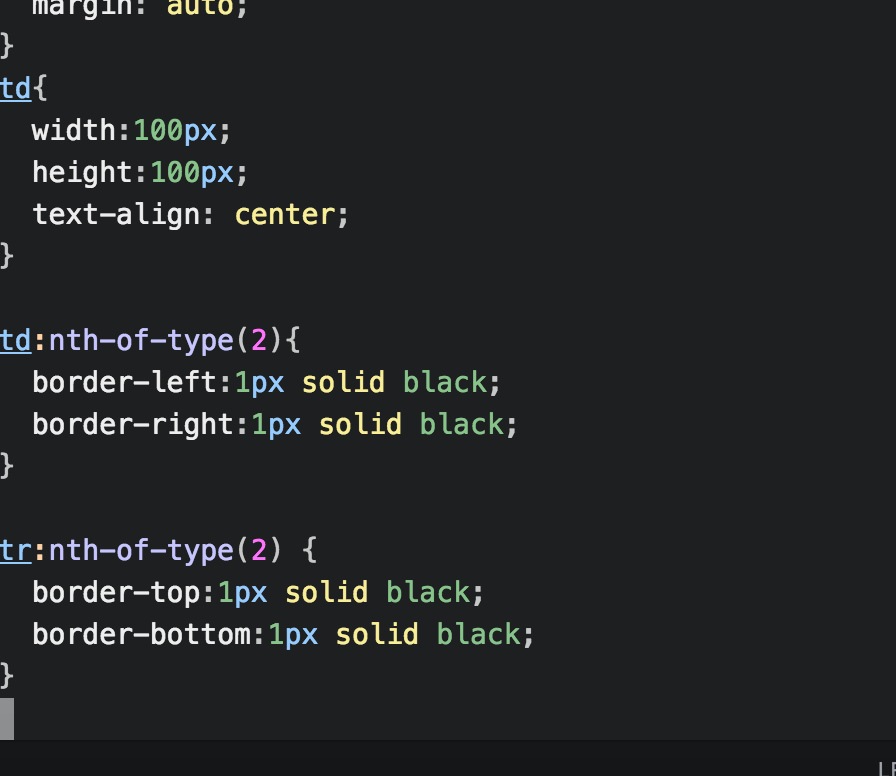 margin: auto;
}
td{
  width:100px;
  height:100px;
  text-align: center;
}

td:nth-of-type(2){
  border-left:1px solid black;
  border-right:1px solid black;
}

tr:nth-of-type(2) {
  border-top:1px solid black;
  border-bottom:1px solid black;
}